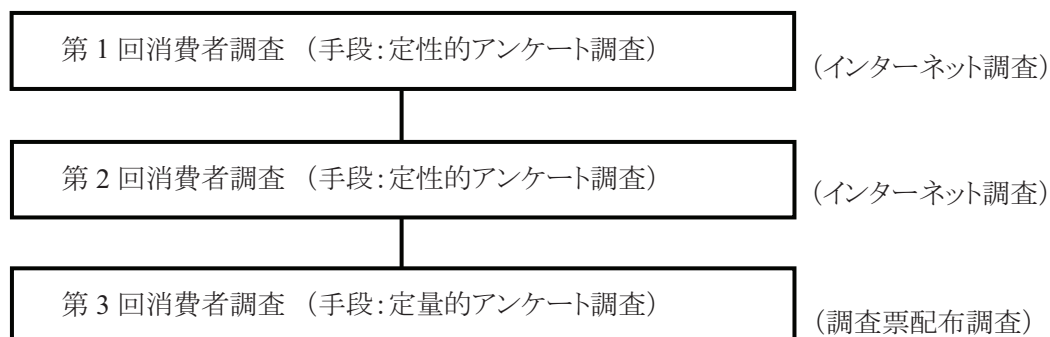 第 1 回消費者調査 （手段：定性的アンケート調査）
（インターネット調査）
第 2 回消費者調査 （手段：定性的アンケート調査）
（インターネット調査）
第 3 回消費者調査 （手段：定量的アンケート調査）
（調査票配布調査）